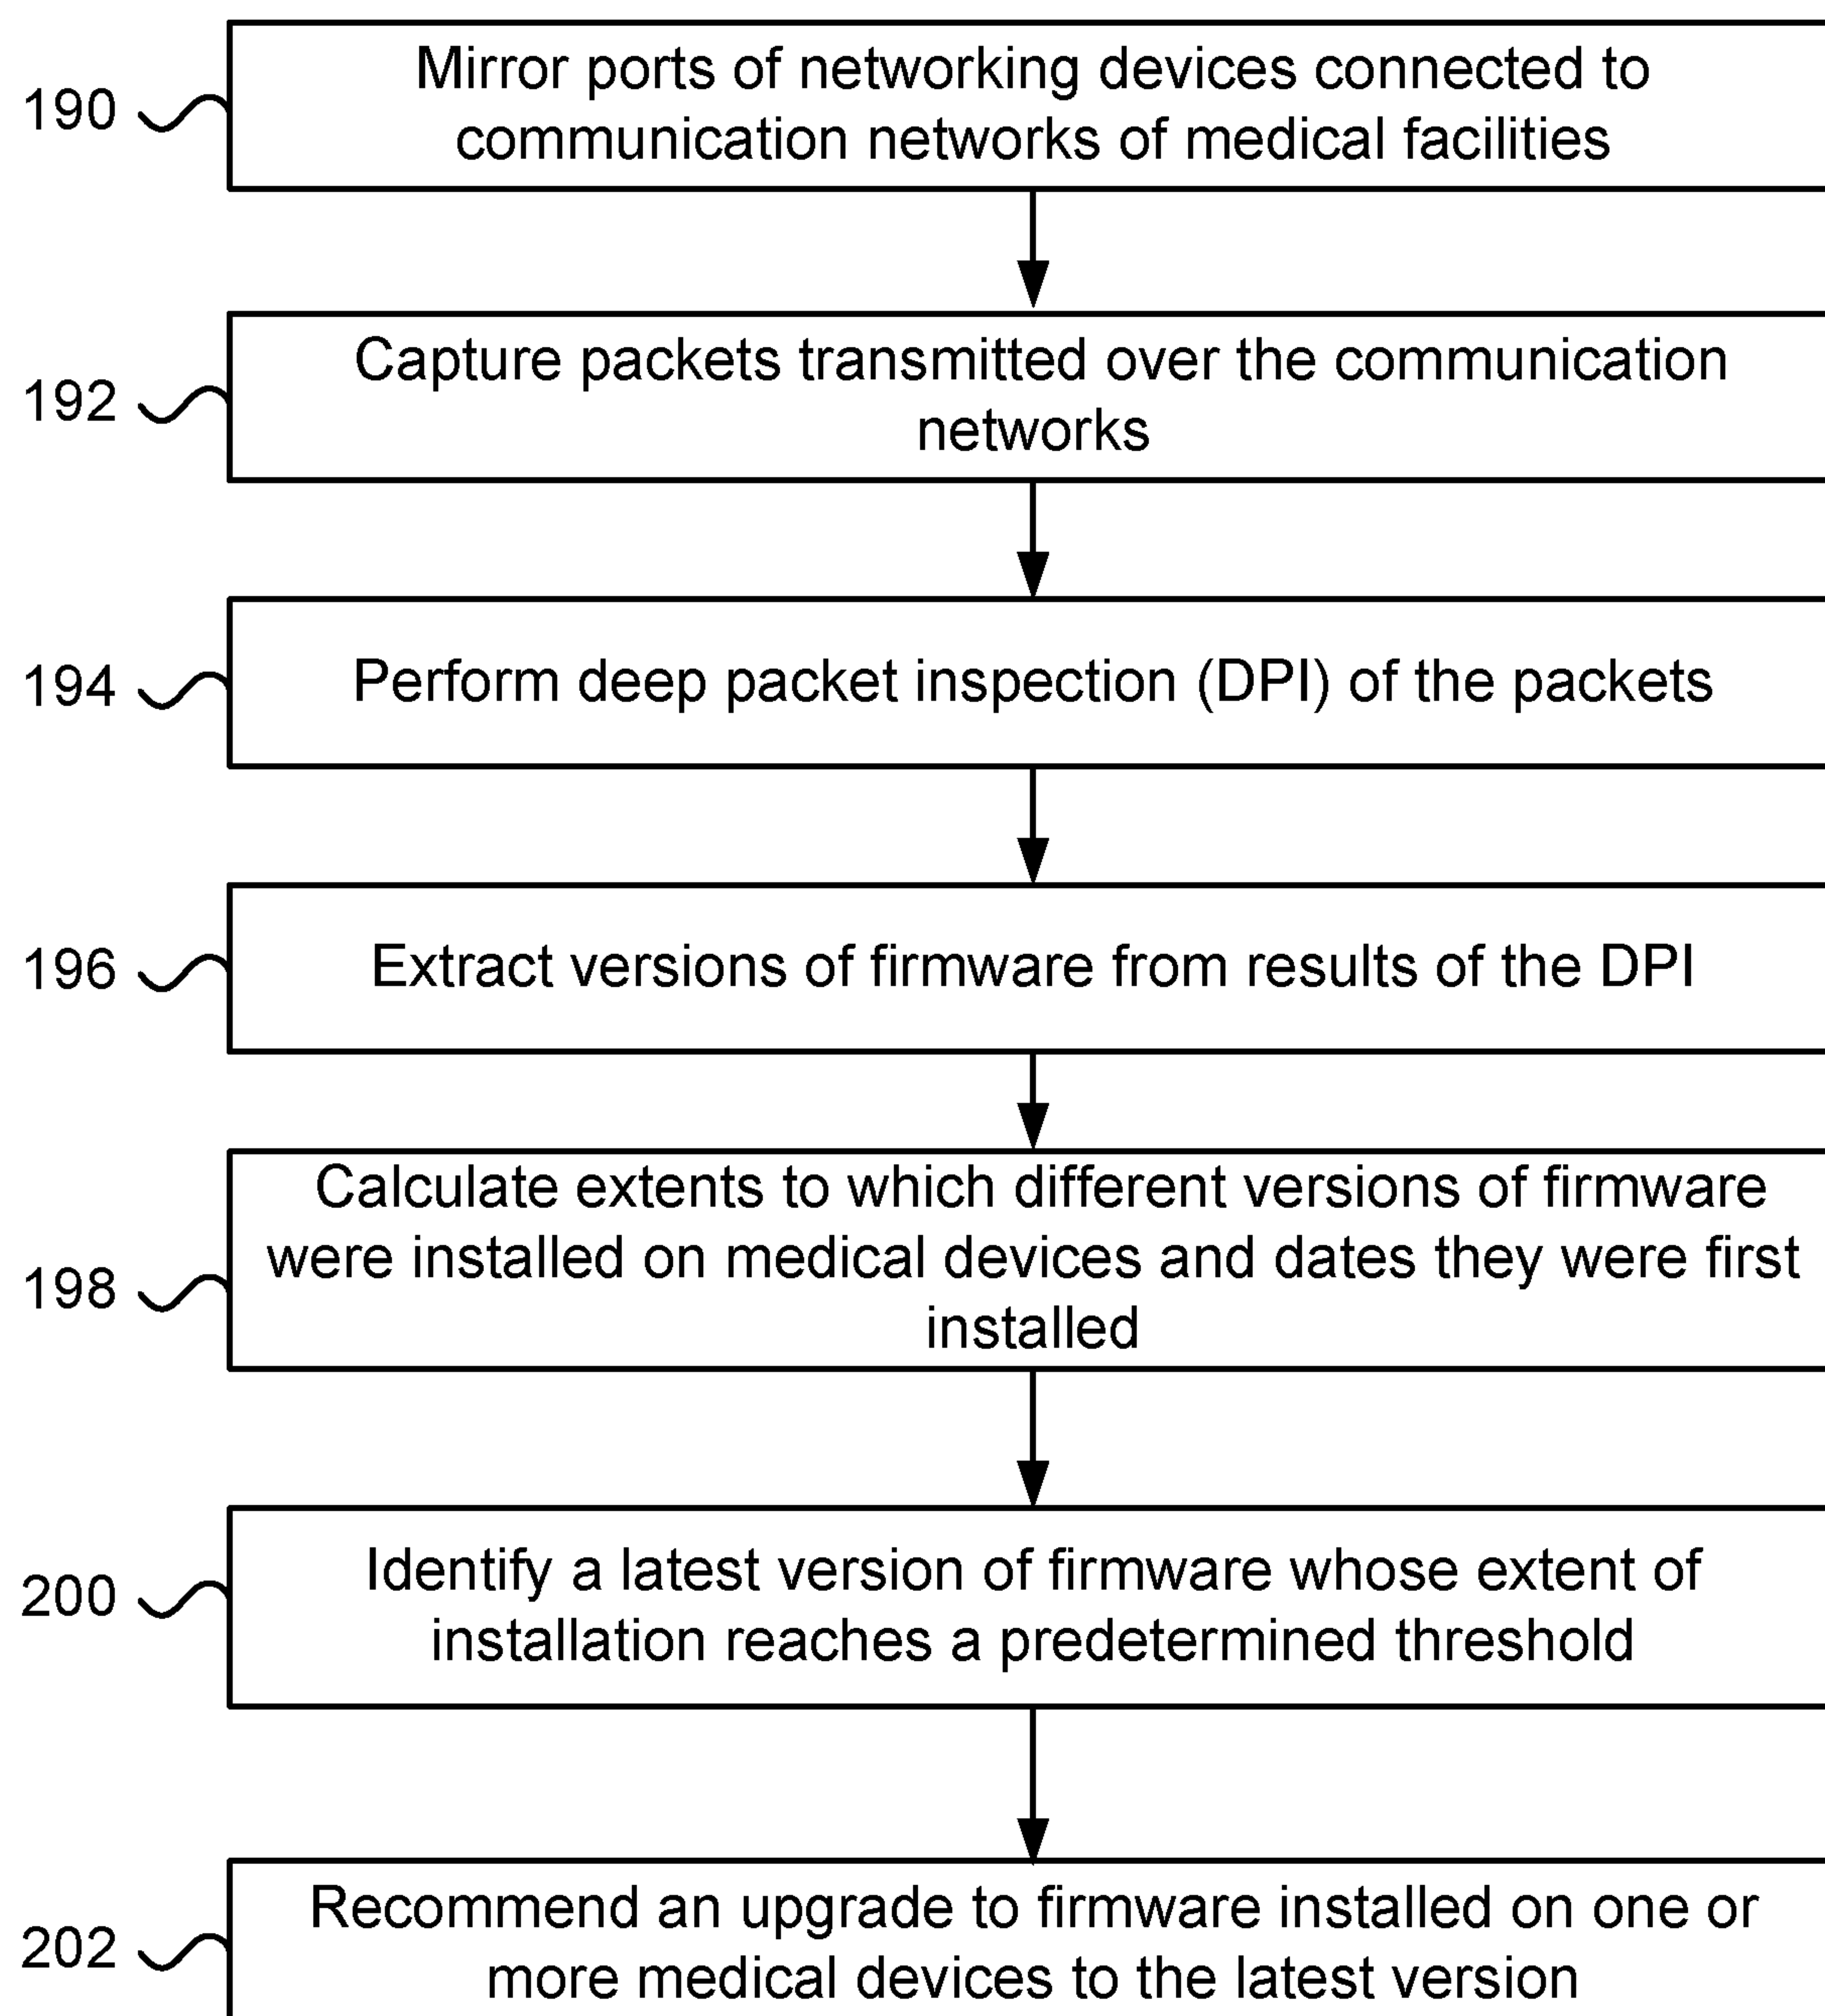 190
Mirror ports of networking devices connected to
communication networks of medical facilities
192
Capture packets transmitted over the communication
networks
194
Perform deep packet inspection (DPI) of the packets
196
Extract versions of firmware from results of the DPI
198
Calculate extents to which different versions of firmware
were installed on medical devices and dates they were first
installed
200
Identify a latest version of firmware whose extent of
installation reaches a predetermined threshold
202
Recommend an upgrade to firmware installed on one or
more medical devices to the latest version